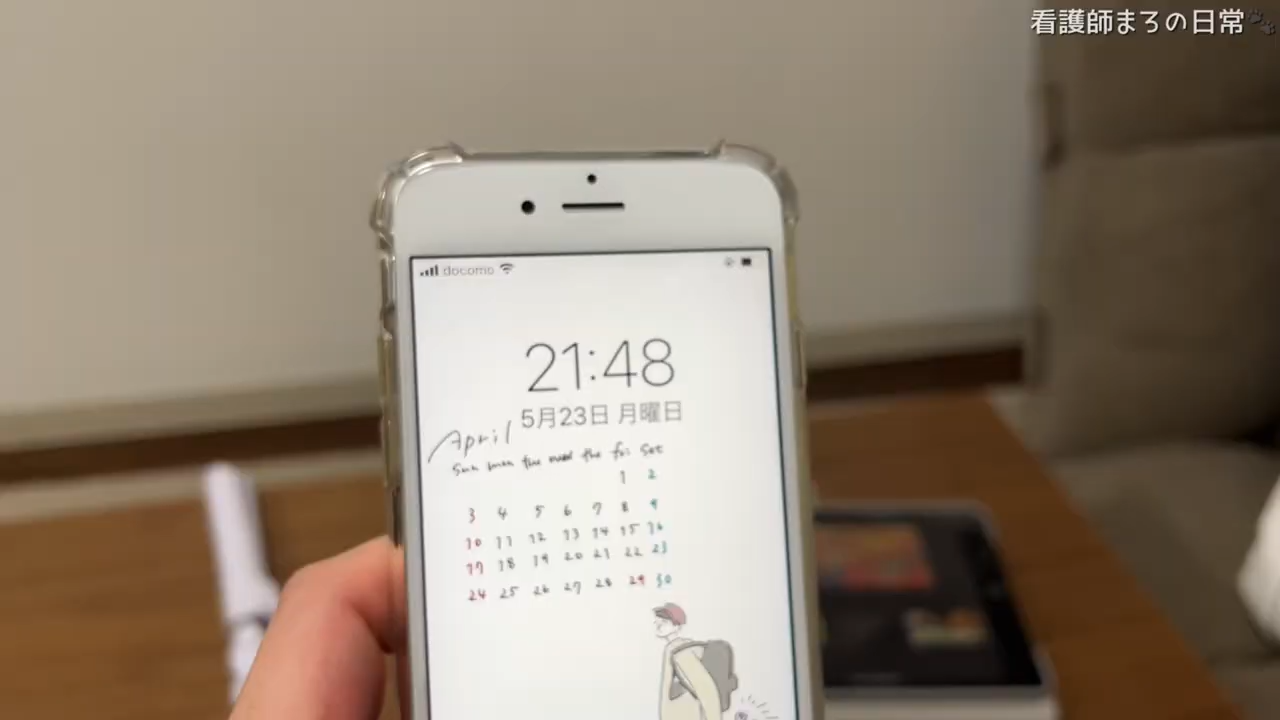 看護師まろの日常🐾
docomo
21:48
5月23日 月曜日
April
Sun mon tue wed the fri Sat
1 2
3 4 5 6 7 8 9
10 11 12 13 14 15 16
17 18 19 20 21 22 23
24 25 26 27 28 29 30